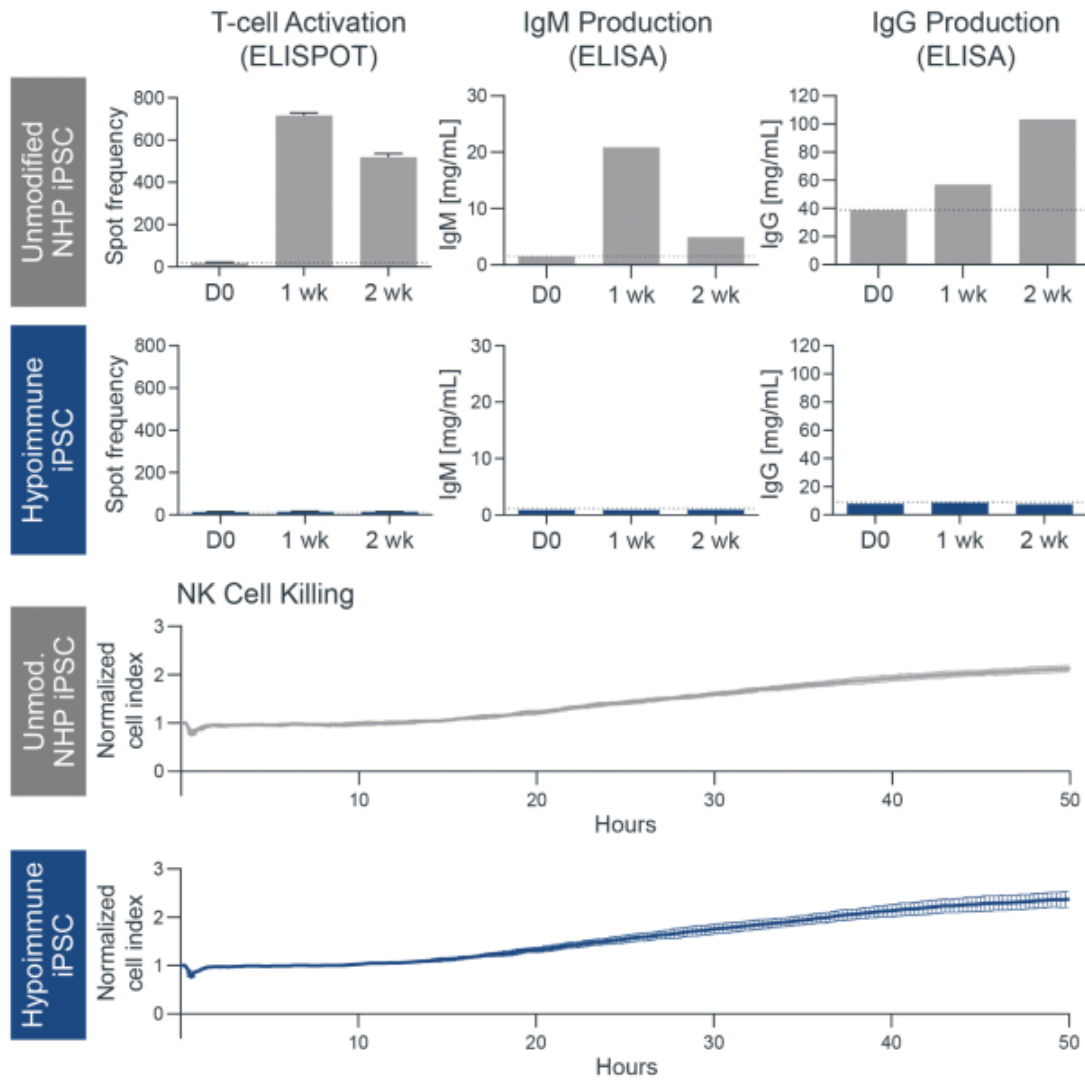 T-cell Activation
(ELISPOT)
IgM Production
(ELISA)
IgG Production
(ELISA)
Unmodified
NHP iPSC
Spot frequency
800
600
400
200
0
D0 1 wk 2 wk
IgM [mg/mL]
30
20
10
0
D0 1 wk 2 wk
IgG [mg/mL]
120
100
80
60
40
20
0
D0 1 wk 2 wk
Hypoimmune
iPSC
Spot frequency
800
600
400
200
0
D0 1 wk 2 wk
IgM [mg/mL]
30
20
10
0
D0 1 wk 2 wk
IgG [mg/mL]
120
100
80
60
40
20
0
D0 1 wk 2 wk
NK Cell Killing
Unmod.
NHP iPSC
Normalized
cell index
3
2
1
0
10 20 30 40 50
Hours
Hypoimmune
iPSC
Normalized
cell index
3
2
1
0
10 20 30 40 50
Hours